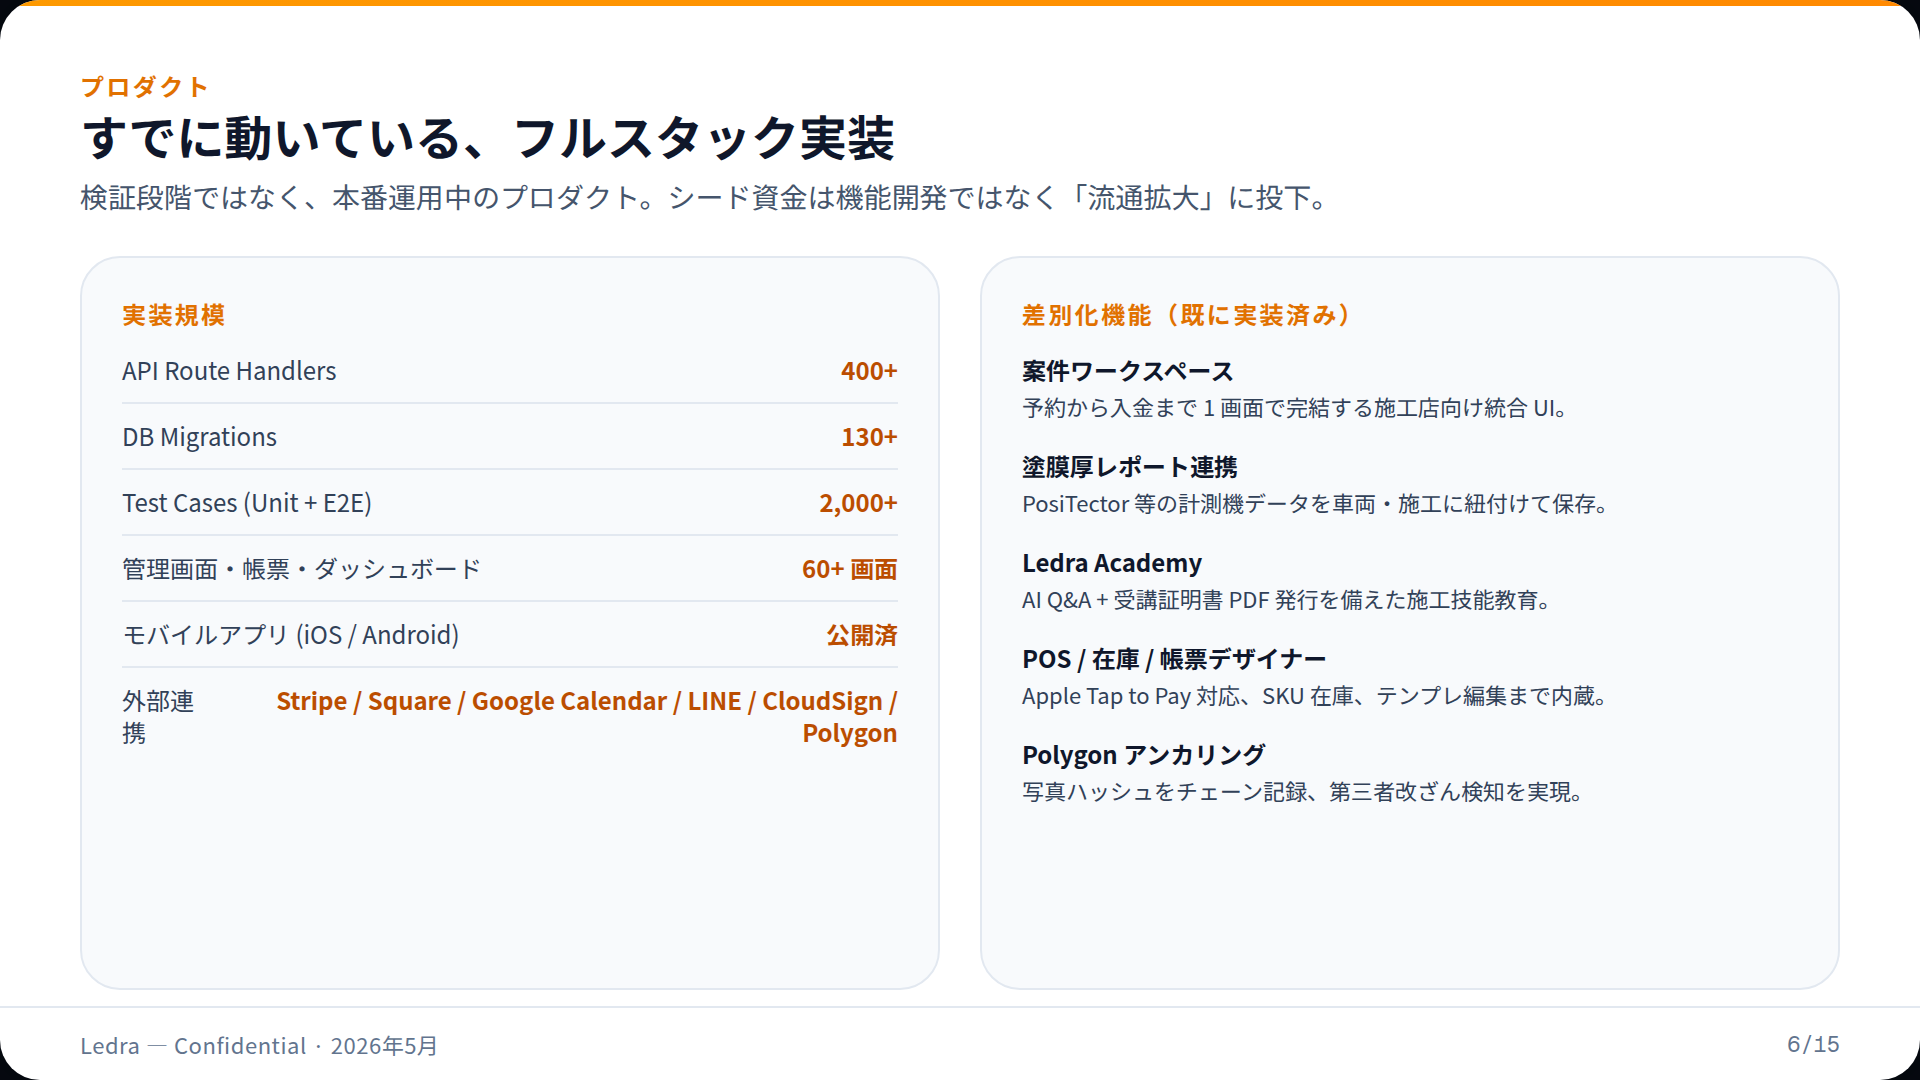 プロダクト
すでに動いている、フルスタック実装
検証段階ではなく、本番運用中のプロダクト。シード資金は機能開発ではなく「流通拡大」に投下。
実装規模
API Route Handlers 400+
DB Migrations 130+
Test Cases (Unit + E2E) 2,000+
管理画面・帳票・ダッシュボード 60+ 画面
モバイルアプリ (iOS / Android) 公開済
外部連携 Stripe / Square / Google Calendar / LINE / CloudSign /
Polygon
差別化機能（既に実装済み）
案件ワークスペース
予約から入金まで 1 画面で完結する施工店向け統合 UI。
塗膜厚レポート連携
PosiTector 等の計測機データを車両・施工に紐付けて保存。
Ledra Academy
AI Q&A + 受講証明書 PDF 発行を備えた施工技能教育。
POS / 在庫 / 帳票デザイナー
Apple Tap to Pay 対応、SKU 在庫、テンプレ編集まで内蔵。
Polygon アンカリング
写真ハッシュをチェーン記録、第三者改ざん検知を実現。
Ledra — Confidential · 2026年5月
6/15